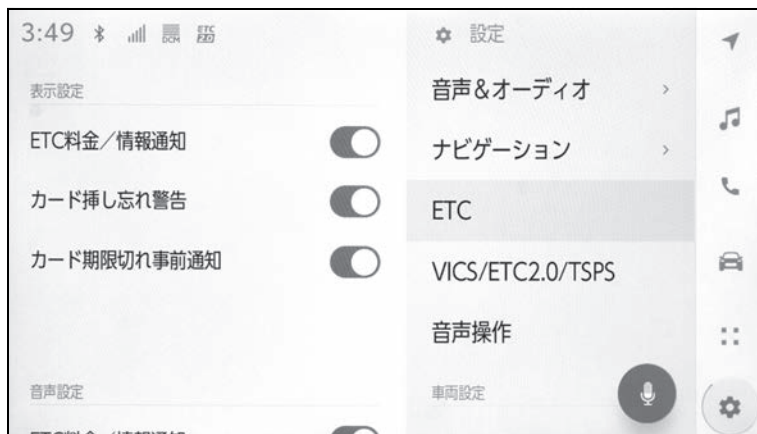 3:49
表示設定
ETC料金／情報通知
カード挿し忘れ警告
カード期限切れ事前通知
音声設定
設定
音声＆オーディオ
ナビゲーション
ETC
VICS/ETC2.0/TSPS
音声操作
車両設定